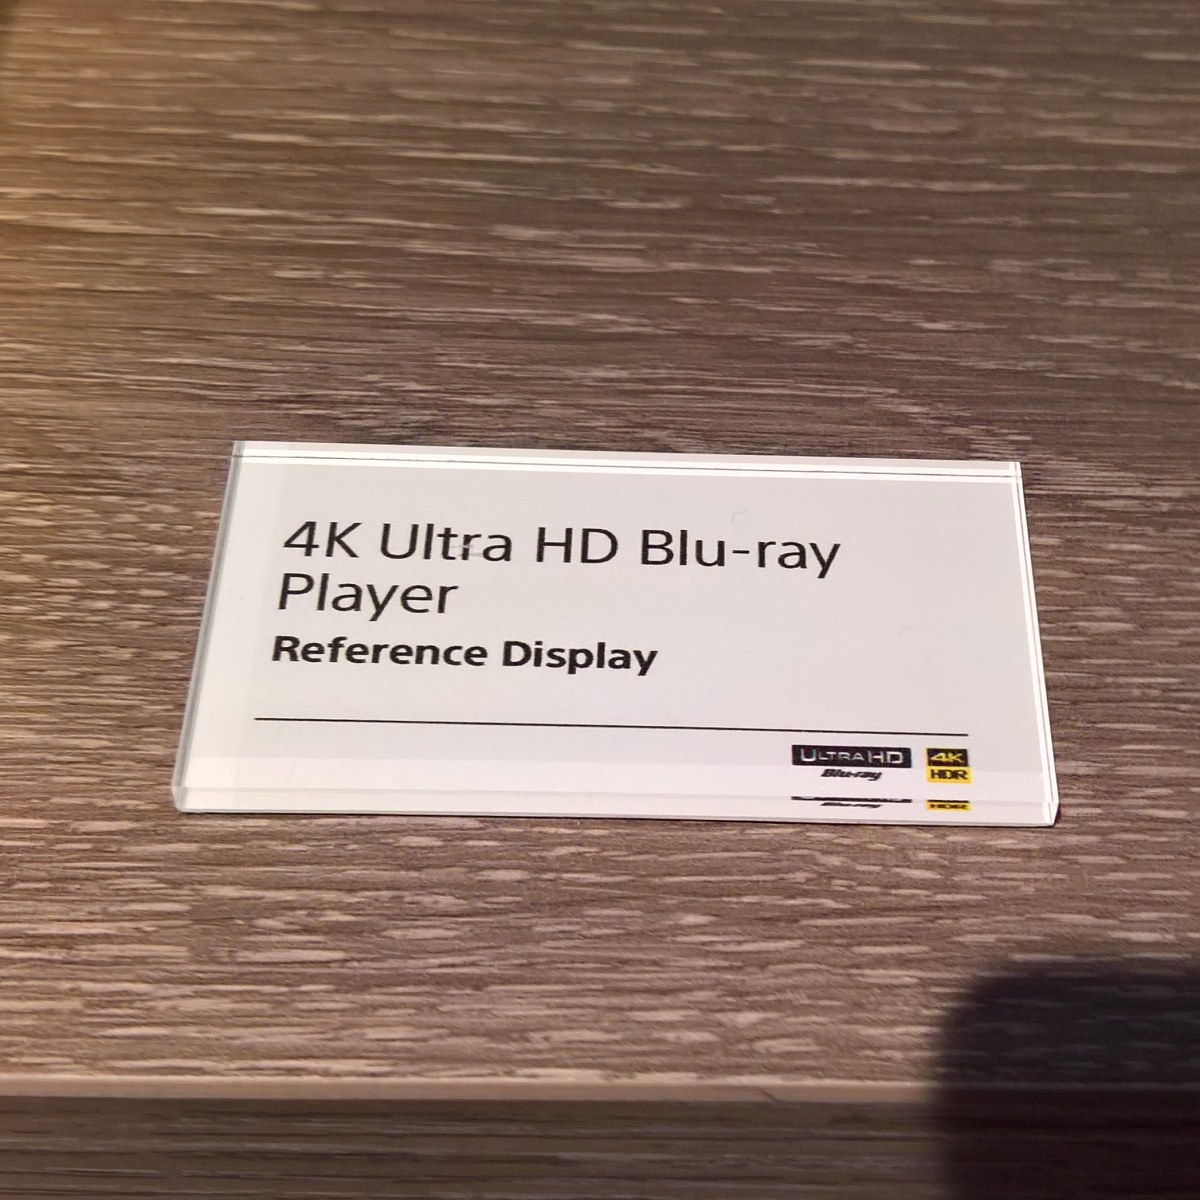 4K Ultra HD Blu-ray
Player
Reference Display
ULTRA HD 4K
Blu-ray HDR